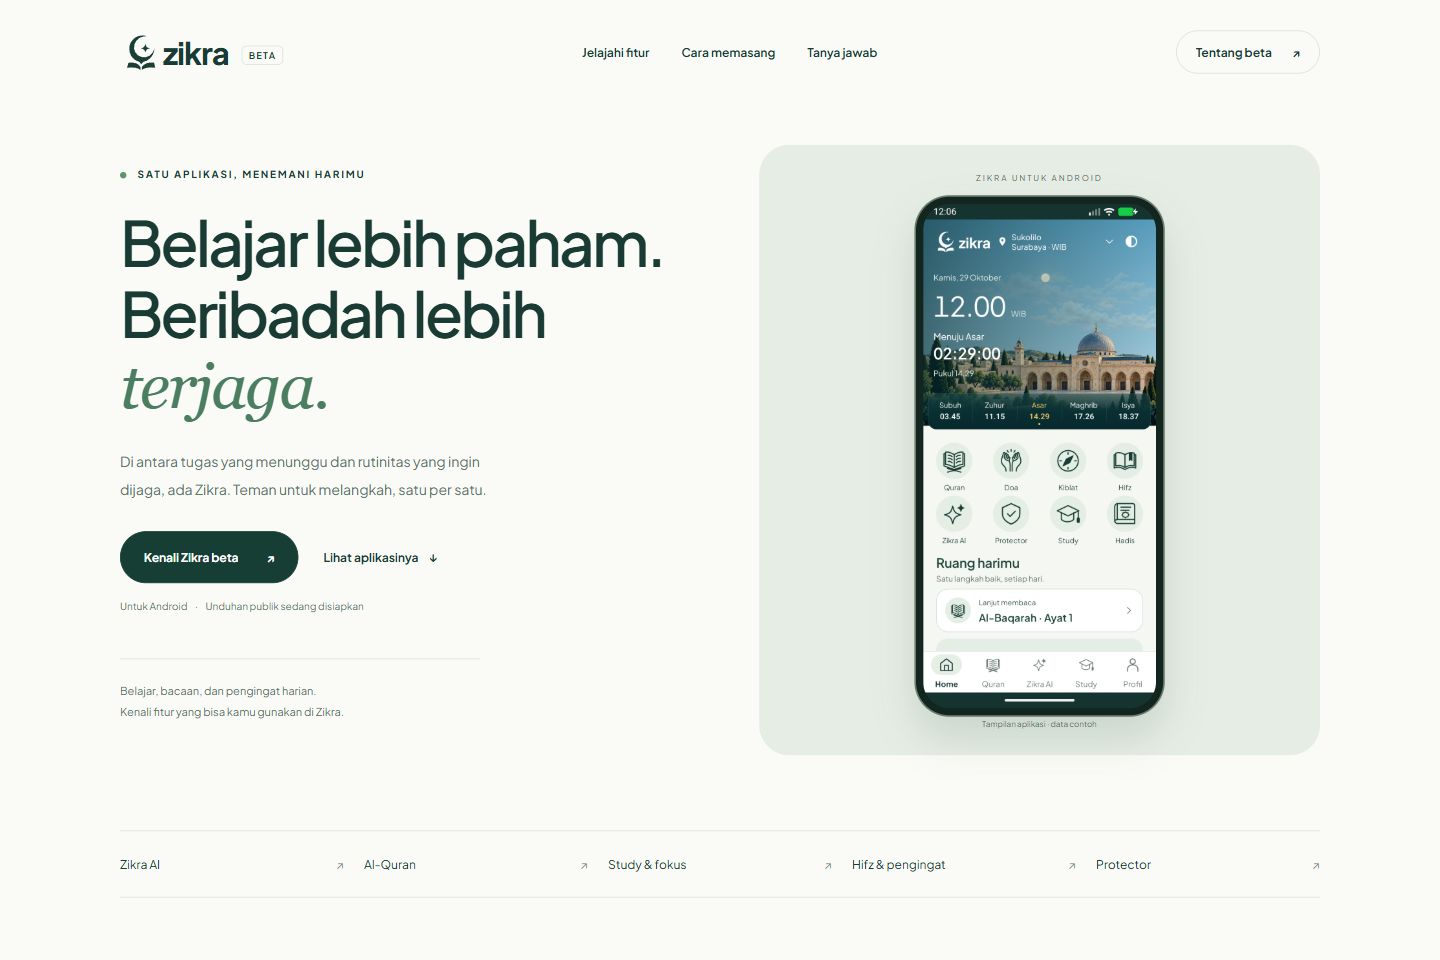 zikra BETA
Jelajahi fitur
Cara memasang
Tanya jawab
Tentang beta
SATU APLIKASI, MENEMANI HARIMU
Belajar lebih paham.
Beribadah lebih
terjaga.
Di antara tugas yang menunggu dan rutinitas yang ingin
dijaga, ada Zikra. Teman untuk melangkah, satu per satu.
Kenali Zikra beta
Lihat aplikasinya
Untuk Android · Unduhan publik sedang disiapkan
Belajar, bacaan, dan pengingat harian.
Kenali fitur yang bisa kamu gunakan di Zikra.
ZIKRA UNTUK ANDROID
12:06
zikra
Sukolilo
Surabaya · WIB
Kamis, 29 Oktober
12.00 WIB
Menuju Asar
02:29:00
Pukul 14.29
Subuh Zuhur Asar Maghrib Isya
03.45 11.15 14.29 17.26 18.37
Quran Doa Kiblat Hifz
Zikra AI Protector Study Hadis
Ruang harimu
Satu langkah baik, setiap hari.
Lanjut membaca
Al-Baqarah · Ayat 1
Home Quran Zikra AI Study Profil
Tampilan aplikasi · data contoh
Zikra AI
Al-Quran
Study & fokus
Hifz & pengingat
Protector